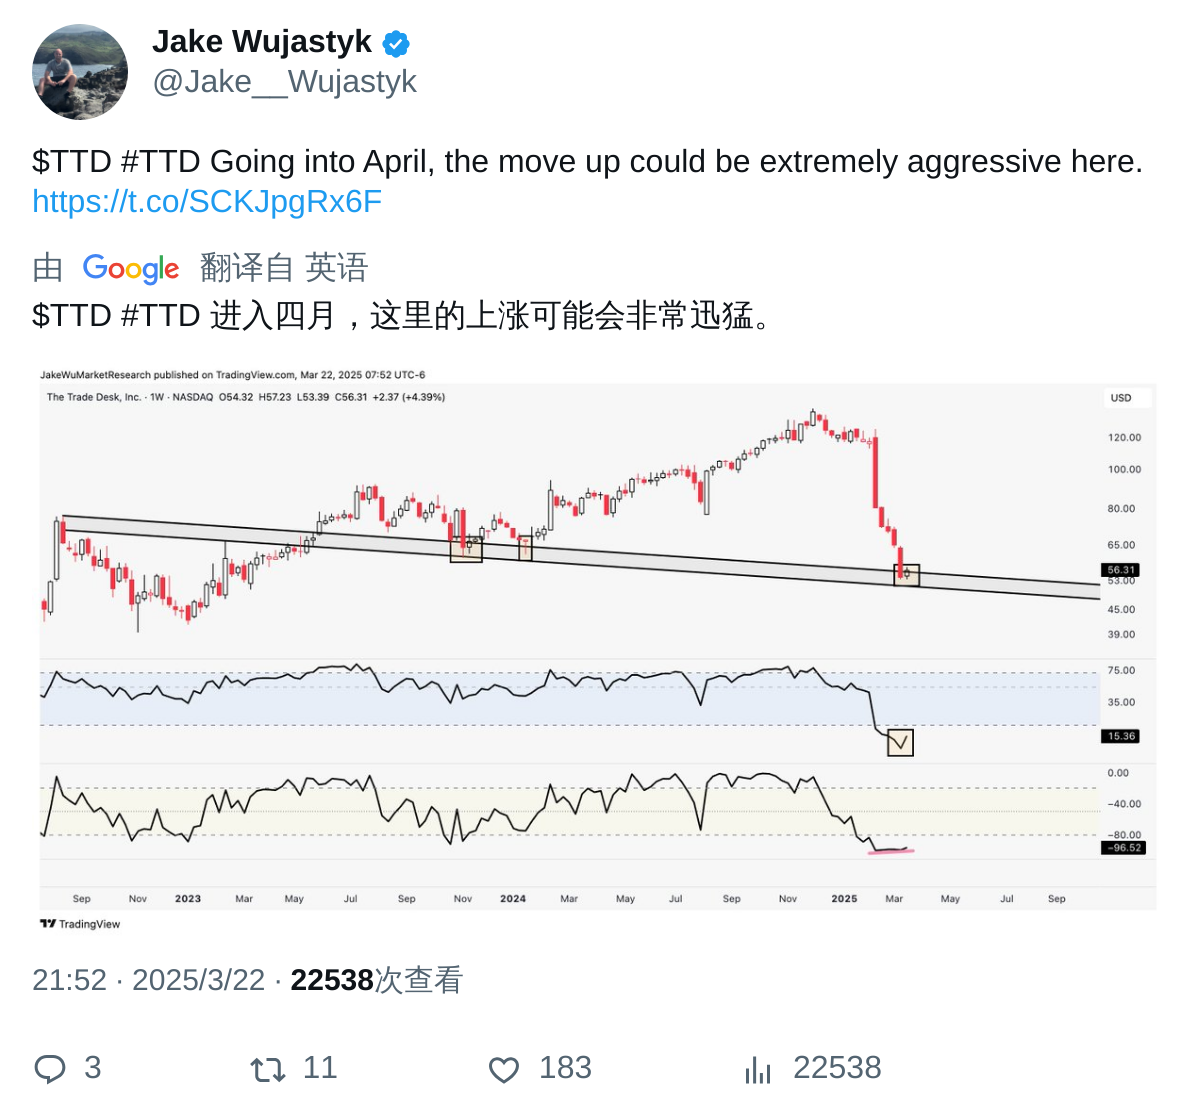 Jake Wujastyk
@Jake__Wujastyk
$TTD #TTD Going into April, the move up could be extremely aggressive here.
https://t.co/SCKJpgRx6F
由 Google 翻译自 英语
$TTD #TTD 进入四月，这里的上涨可能会非常迅猛。
JakeWuMarketResearch published on TradingView.com, Mar 22, 2025 07:52 UTC-6
The Trade Desk, Inc. · 1W · NASDAQ O54.32 H57.23 L53.39 C56.31 +2.37 (+4.39%)
USD
120.00
100.00
80.00
65.00
56.31
53.00
45.00
39.00
75.00
35.00
15.36
0.00
−40.00
−80.00
−96.52
Sep Nov 2023 Mar May Jul Sep Nov 2024 Mar May Jul Sep Nov 2025 Mar May Jul Sep
TradingView
21:52 · 2025/3/22 · 22538次查看
3 11 183 22538